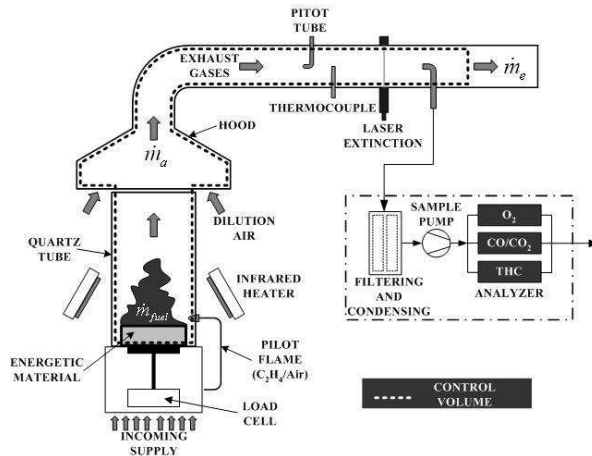 PITOT
TUBE
EXHAUST
GASES
ṁₑ
THERMOCOUPLE
HOOD
LASER
EXTINCTION
ṁₐ
DILUTION
AIR
QUARTZ
TUBE
SAMPLE
PUMP
O₂
CO/CO₂
THC
ANALYZER
FILTERING
AND
CONDENSING
INFRARED
HEATER
ṁfuel
ENERGETIC
MATERIAL
PILOT
FLAME
(C₂H₄/Air)
LOAD
CELL
INCOMING
SUPPLY
CONTROL
VOLUME